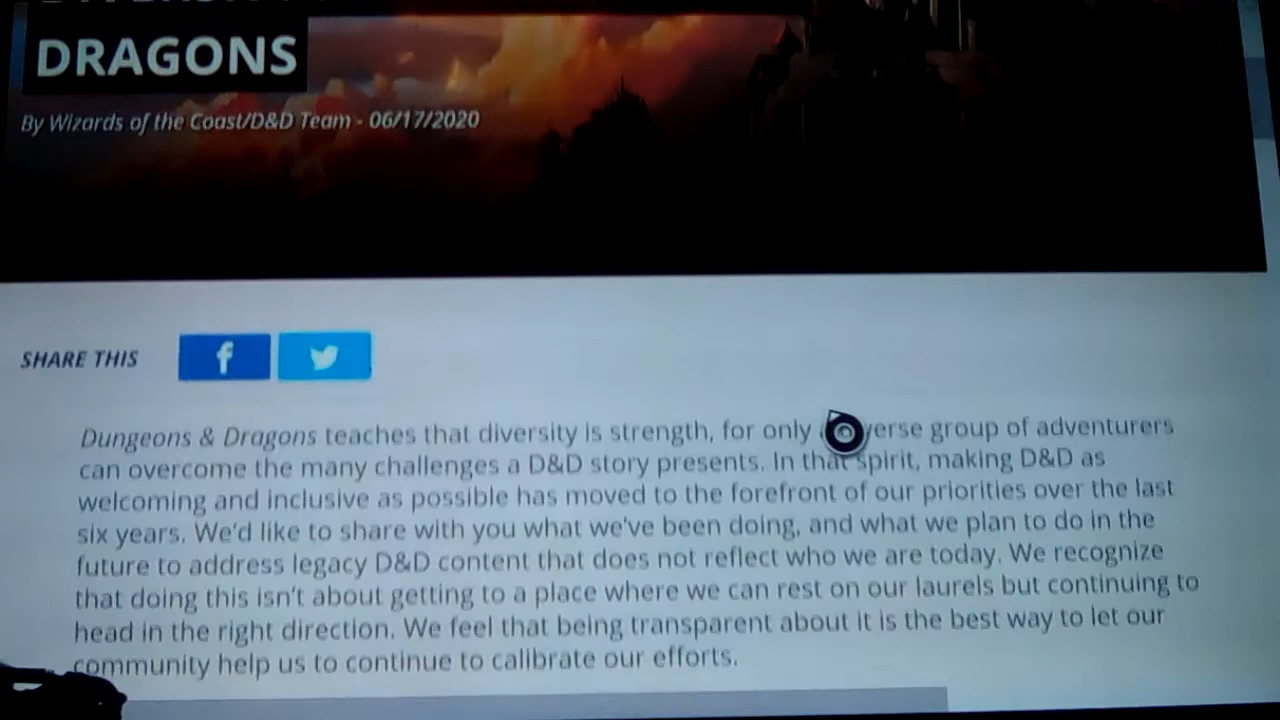 DRAGONS
By Wizards of the Coast/D&D Team - 06/17/2020
SHARE THIS
Dungeons & Dragons teaches that diversity is strength, for only group of adventurers
can overcome the many challenges a D&D story presents. In that spirit, making D&D as
welcoming and inclusive as possible has moved to the forefront of our priorities over the last
six years. We'd like to share with you what we've been doing, and what we plan to do in the
future to address legacy D&D content that does not reflect who we are today. We recognize
that doing this isn't about getting to a place where we can rest on our laurels but continuing to
head in the right direction. We feel that being transparent about it is the best way to let our
community help us to continue to calibrate our efforts.